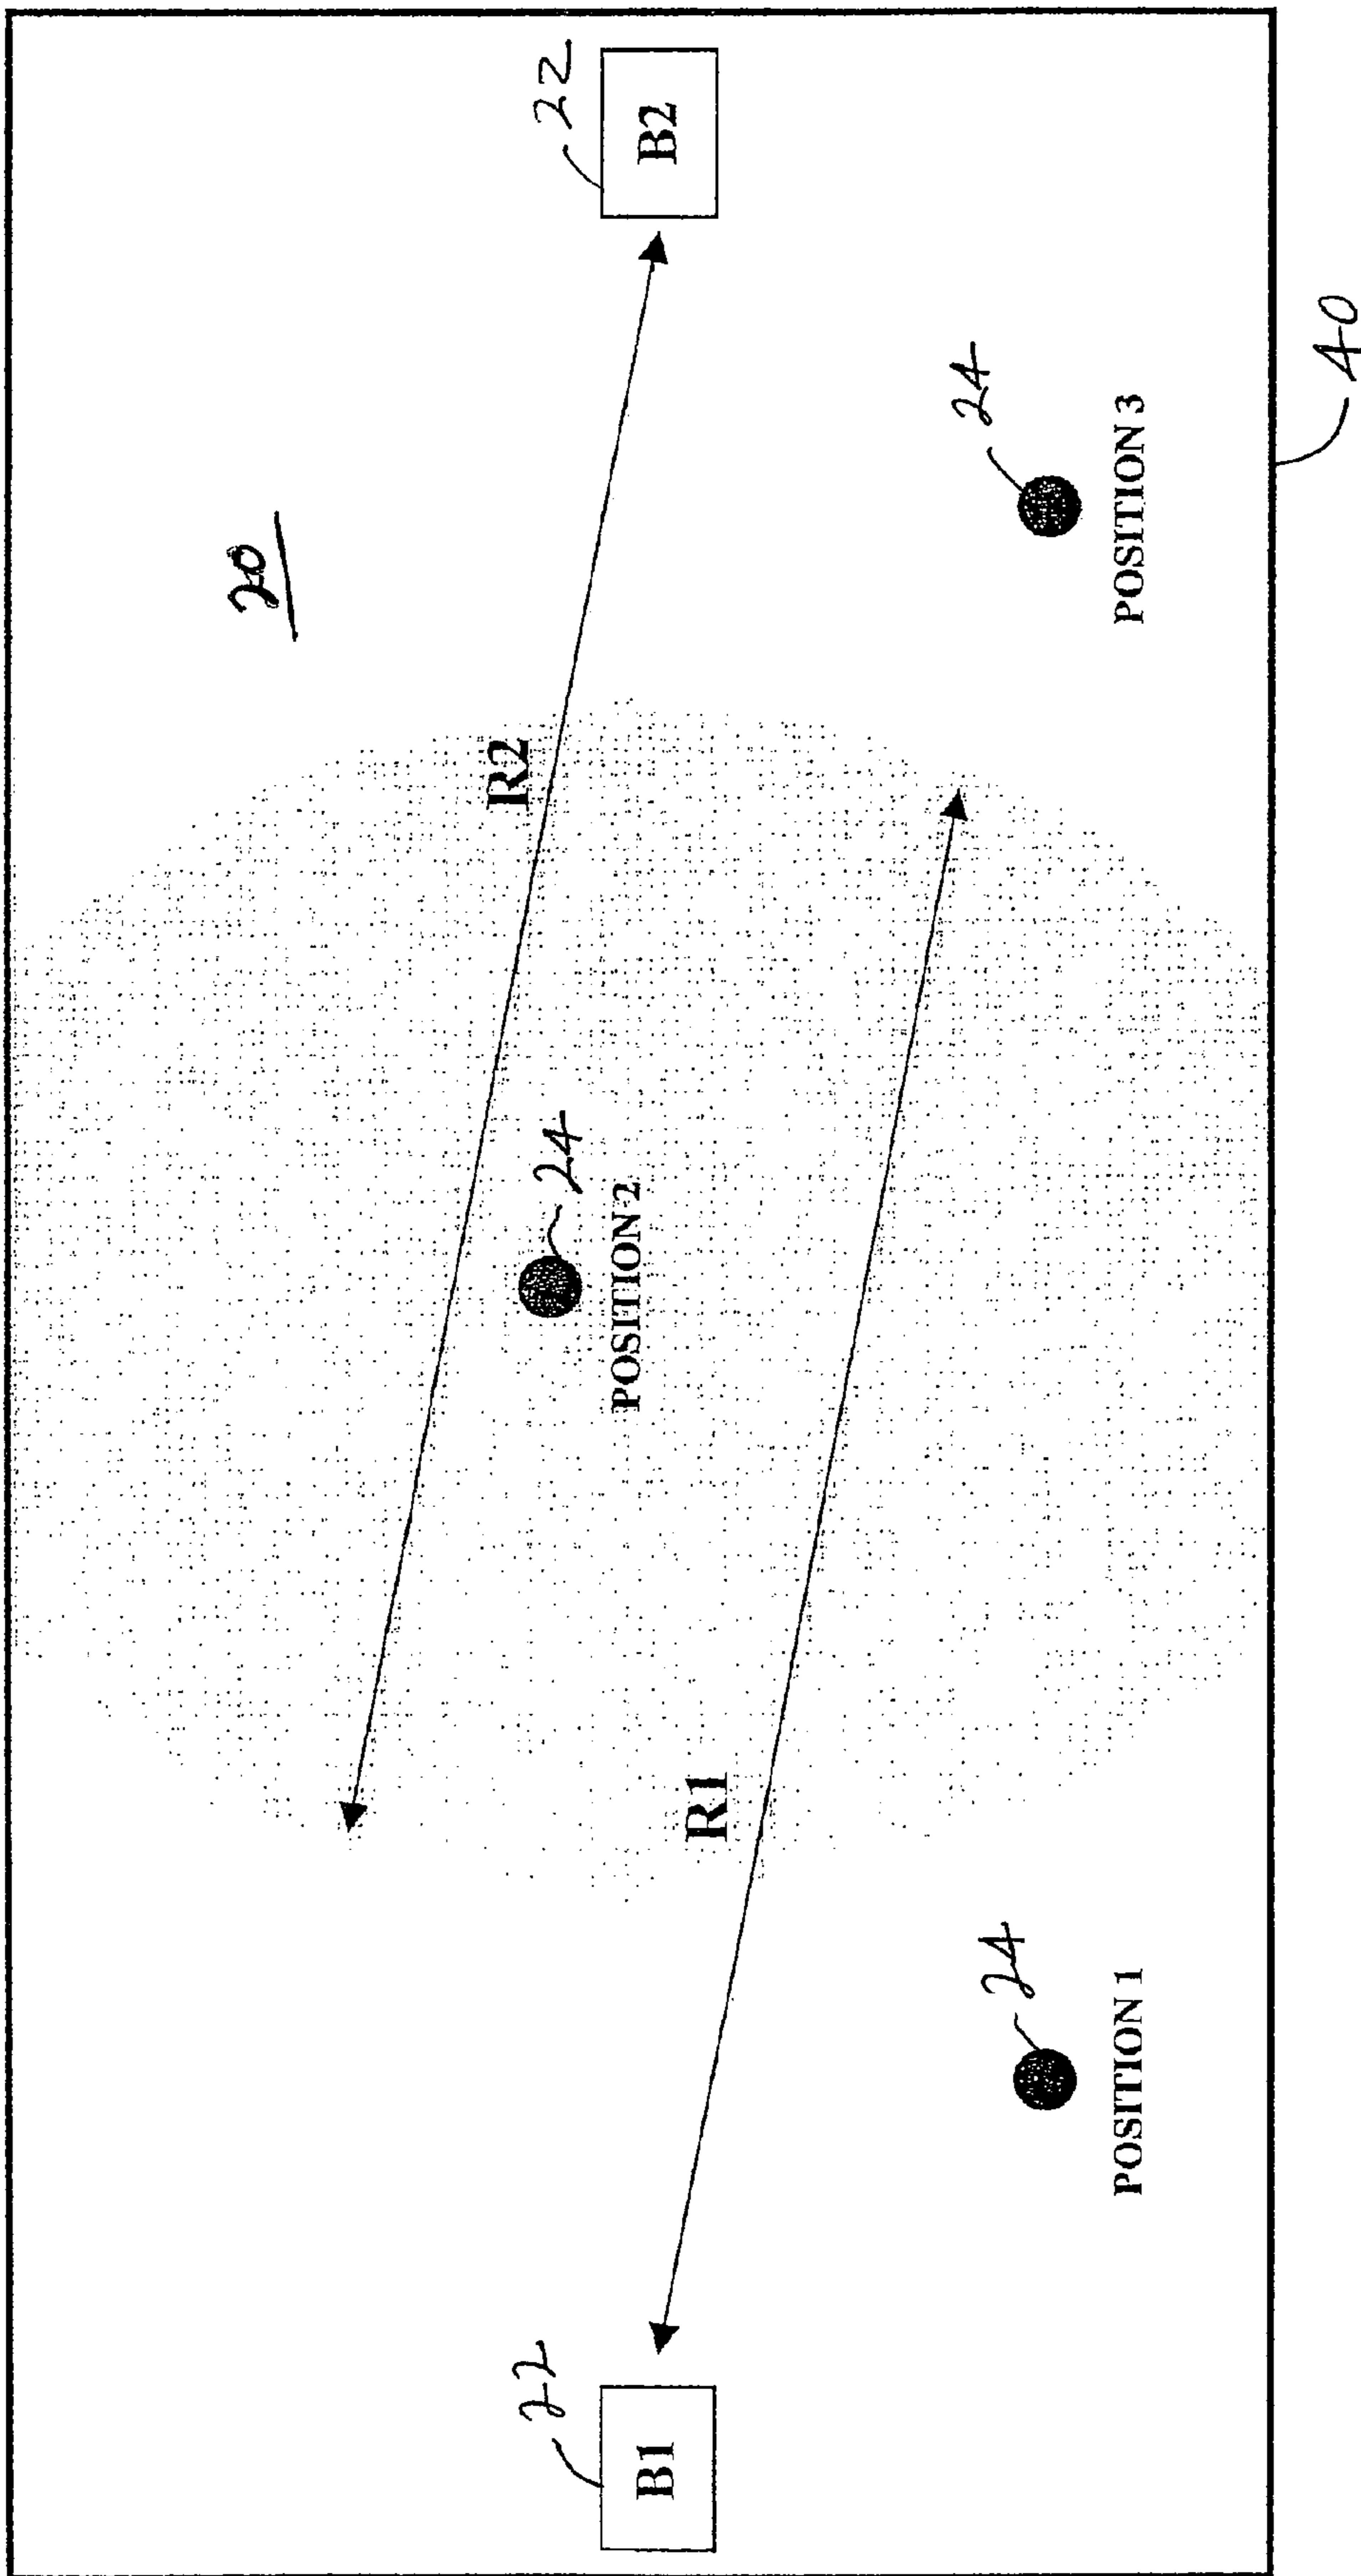 20
22
B2
R2
24
POSITION 2
R1
22
B1
24
POSITION 1
24
POSITION 3
40